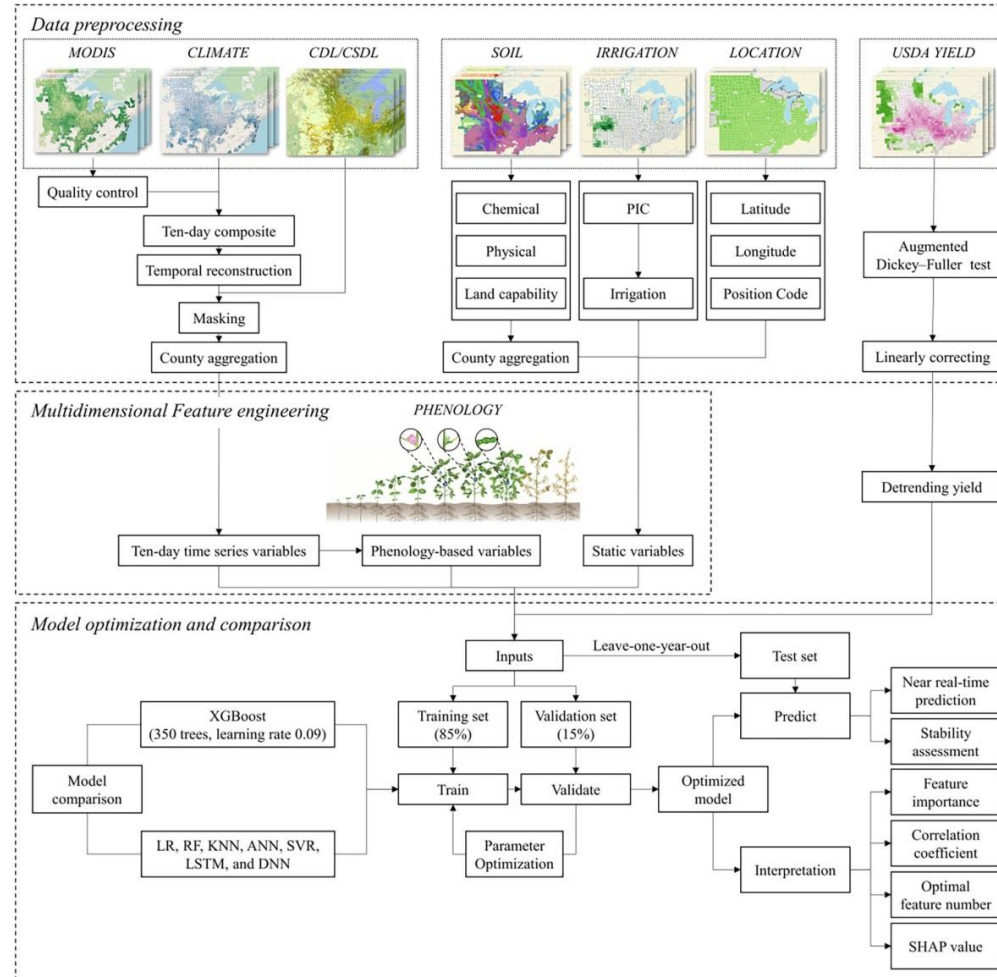 Data preprocessing
MODIS
CLIMATE
CDL/CSDL
SOIL
IRRIGATION
LOCATION
USDA YIELD
Quality control
Ten-day composite
Temporal reconstruction
Masking
County aggregation
Chemical
Physical
Land capability
County aggregation
PIC
Irrigation
Latitude
Longitude
Position Code
Augmented
Dickey–Fuller test
Linearly correcting
Multidimensional Feature engineering
PHENOLOGY
Detrending yield
Ten-day time series variables
Phenology-based variables
Static variables
Model optimization and comparison
Inputs
Leave-one-year-out
Test set
Near real-time
prediction
XGBoost
(350 trees, learning rate 0.09)
Training set
(85%)
Validation set
(15%)
Predict
Stability
assessment
Model
comparison
Train
Validate
Optimized
model
Feature
importance
LR, RF, KNN, ANN, SVR,
LSTM, and DNN
Parameter
Optimization
Interpretation
Correlation
coefficient
Optimal
feature number
SHAP value